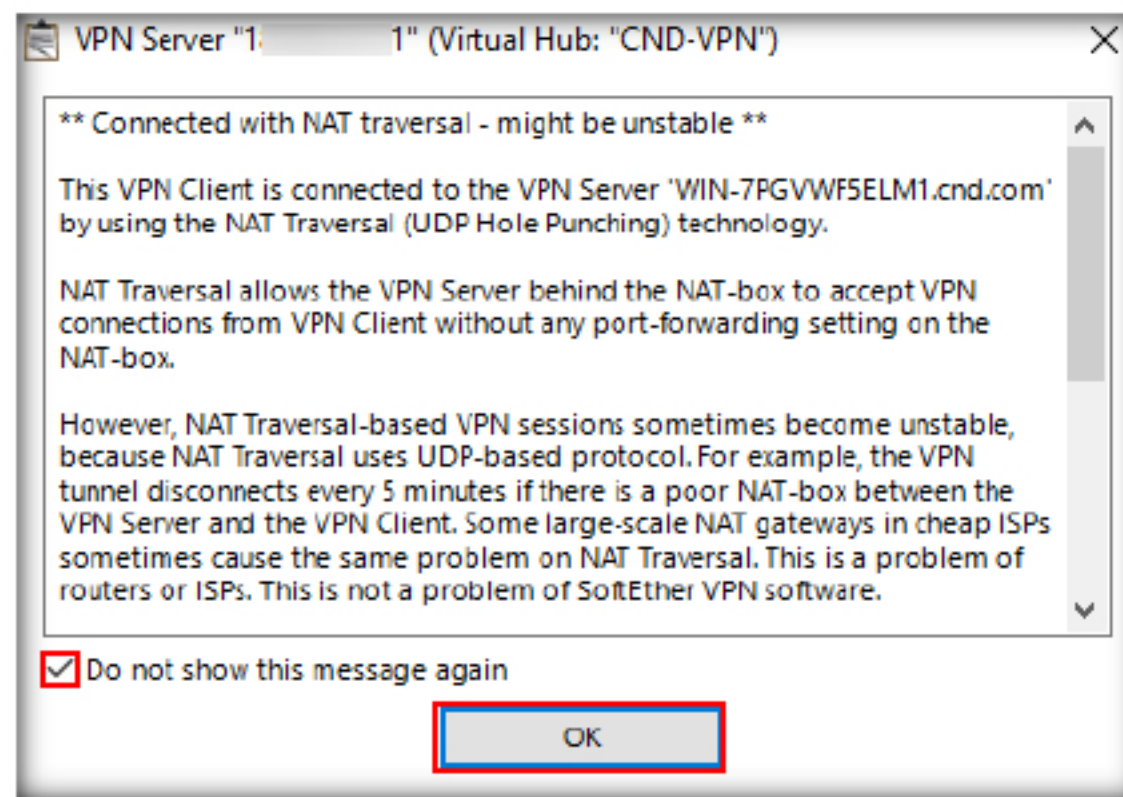 VPN Server "1 1" (Virtual Hub: "CND-VPN")
** Connected with NAT traversal - might be unstable **
This VPN Client is connected to the VPN Server 'WIN-7PGVWF5ELM1.cnd.com'
by using the NAT Traversal (UDP Hole Punching) technology.
NAT Traversal allows the VPN Server behind the NAT-box to accept VPN
connections from VPN Client without any port-forwarding setting on the
NAT-box.
However, NAT Traversal-based VPN sessions sometimes become unstable,
because NAT Traversal uses UDP-based protocol. For example, the VPN
tunnel disconnects every 5 minutes if there is a poor NAT-box between the
VPN Server and the VPN Client. Some large-scale NAT gateways in cheap ISPs
sometimes cause the same problem on NAT Traversal. This is a problem of
routers or ISPs. This is not a problem of SoftEther VPN software.
Do not show this message again
OK